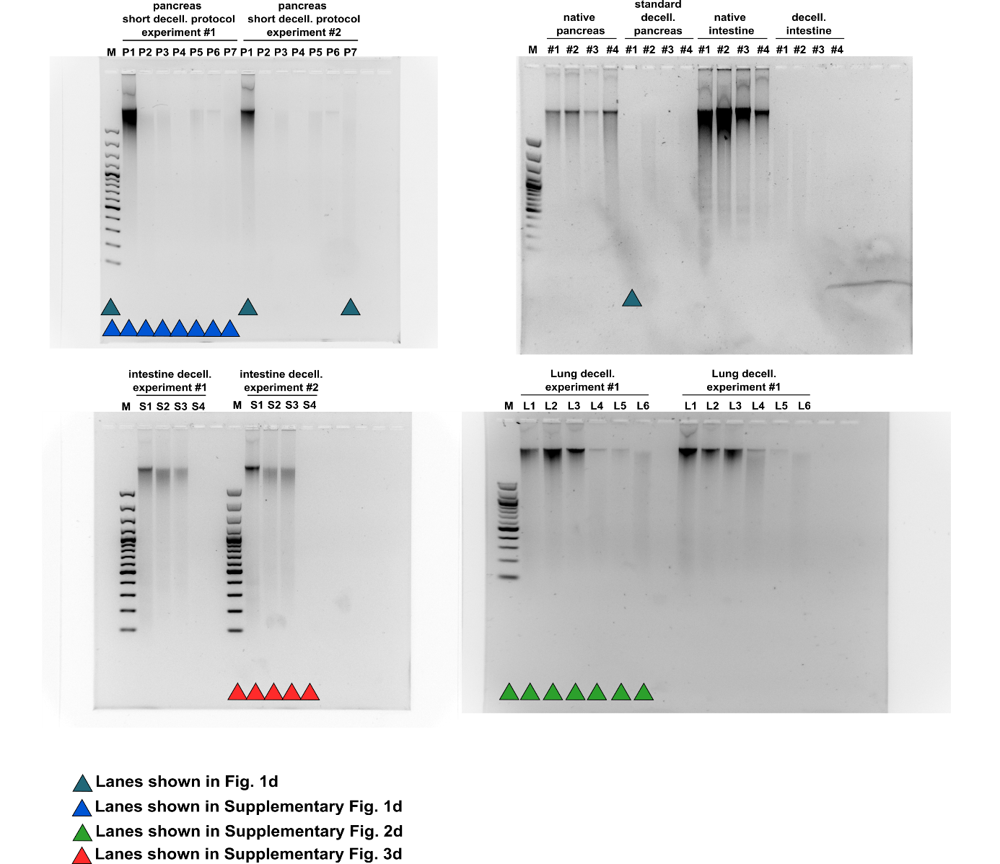 pancreas
short decell. protocol
experiment #1
pancreas
short decell. protocol
experiment #2
M P1 P2 P3 P4 P5 P6 P7 P1 P2 P3 P4 P5 P6 P7
native
pancreas
standard
decell.
pancreas
native
intestine
decell.
intestine
M #1 #2 #3 #4 #1 #2 #3 #4 #1 #2 #3 #4 #1 #2 #3 #4
intestine decell.
experiment #1
intestine decell.
experiment #2
M S1 S2 S3 S4 M S1 S2 S3 S4
Lung decell.
experiment #1
Lung decell.
experiment #1
M L1 L2 L3 L4 L5 L6 L1 L2 L3 L4 L5 L6
Lanes shown in Fig. 1d
Lanes shown in Supplementary Fig. 1d
Lanes shown in Supplementary Fig. 2d
Lanes shown in Supplementary Fig. 3d